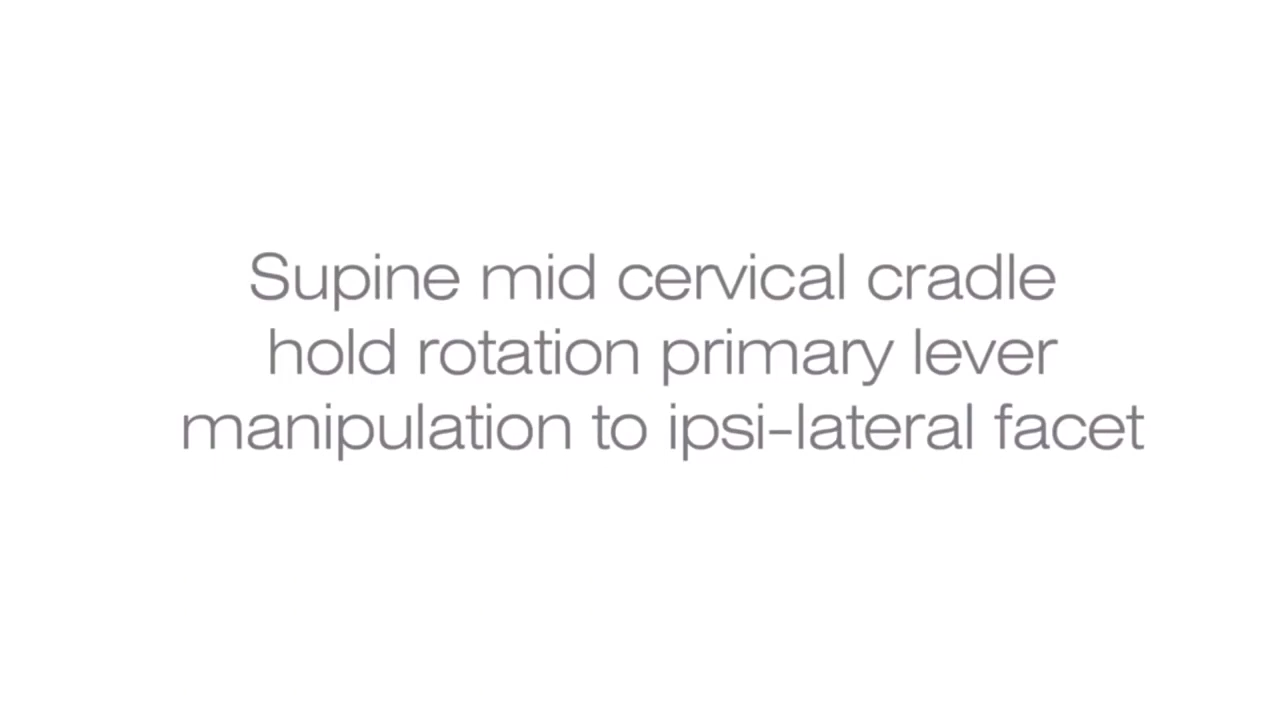 Supine mid cervical cradle
hold rotation primary lever
manipulation to ipsi-lateral facet